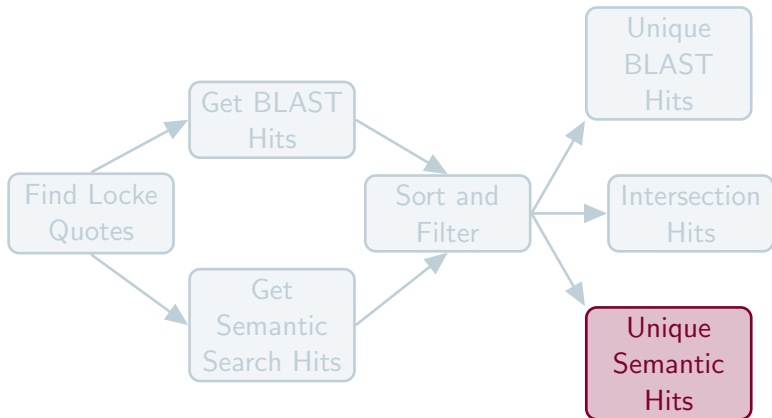 Find Locke
Quotes
Get BLAST
Hits
Get
Semantic
Search Hits
Sort and
Filter
Unique
BLAST
Hits
Intersection
Hits
Unique
Semantic
Hits